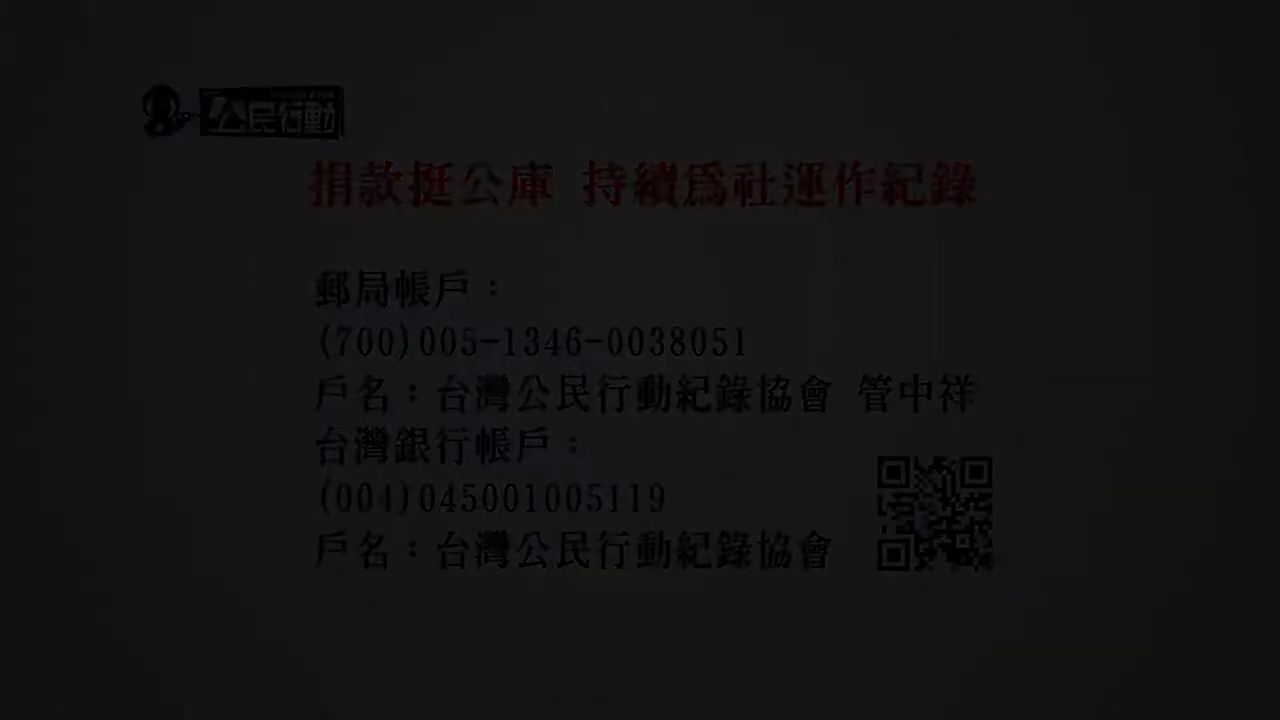 公民行動
捐款挺公庫 持續為社運作紀錄
郵局帳戶：
(700)005-1346-0038051
戶名：台灣公民行動紀錄協會 管中祥
台灣銀行帳戶：
(004)045001005119
戶名：台灣公民行動紀錄協會